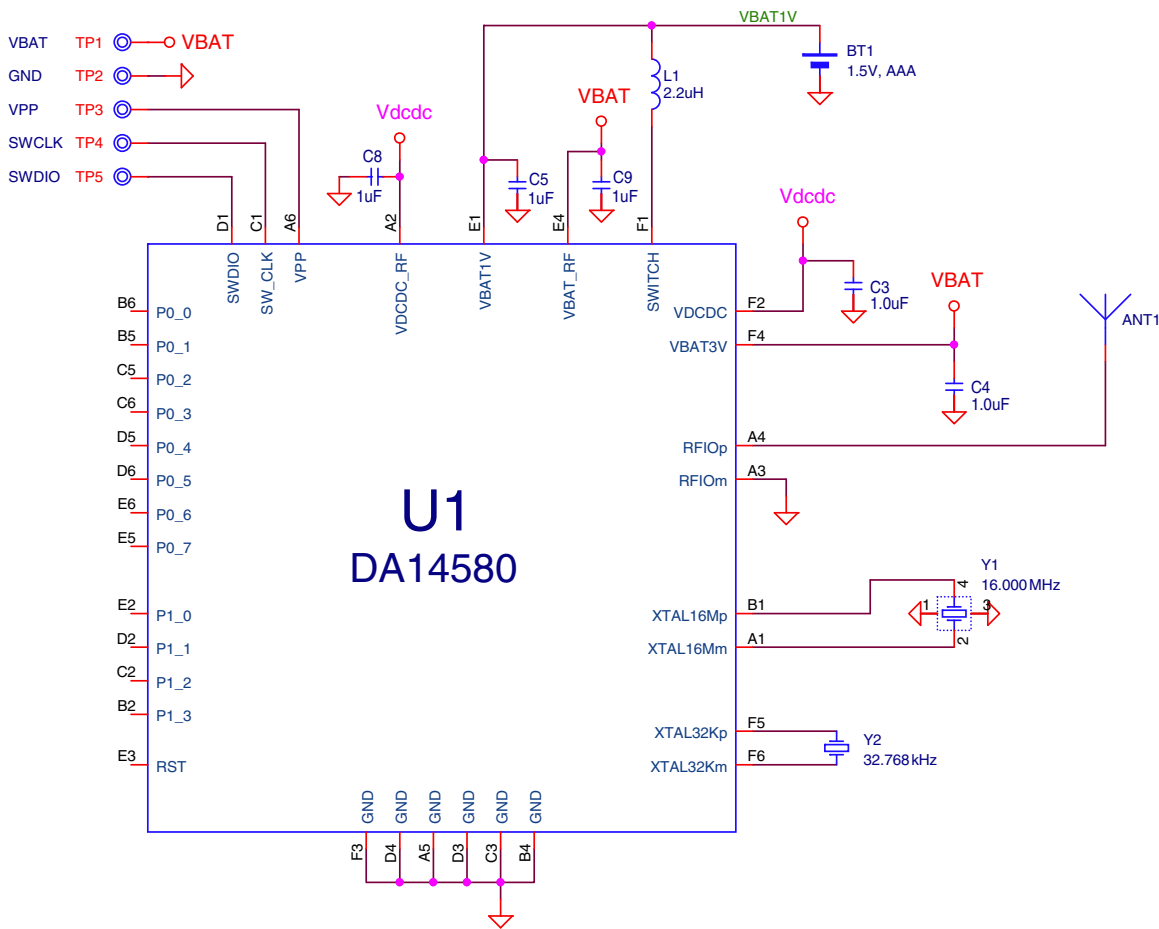 VBAT TP1 VBAT
GND TP2
VPP TP3
SWCLK TP4
SWDIO TP5
VBAT1V
BT1
1.5V, AAA
L1
2.2uH
VBAT
Vdcdc
C8
1uF
C5
1uF
C9
1uF
D1 C1 A6 A2 E1 E4 F1
SWDIO SW_CLK VPP VDCDC_RF VBAT1V VBAT_RF SWITCH
Vdcdc
C3
1.0uF
VBAT
C4
1.0uF
ANT1
B6 P0_0
B5 P0_1
C5 P0_2
C6 P0_3
D5 P0_4
D6 P0_5
E6 P0_6
E5 P0_7
E2 P1_0
D2 P1_1
C2 P1_2
B2 P1_3
E3 RST
U1
DA14580
VDCDC F2
VBAT3V F4
RFIOp A4
RFIOm A3
XTAL16Mp B1
XTAL16Mm A1
XTAL32Kp F5
XTAL32Km F6
Y1
16.000MHz
4
1 3
2
Y2
32.768kHz
GND GND GND GND GND GND
F3 D4 A5 D3 C3 B4